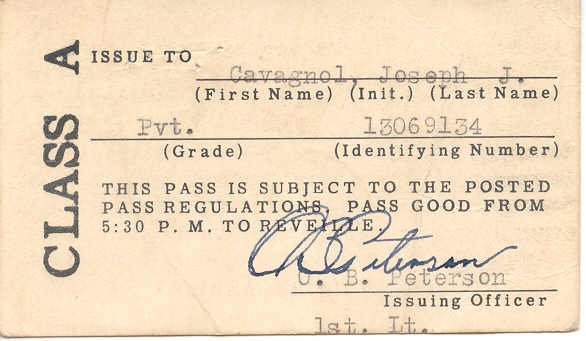 CLASS A
ISSUE TO Cavagnol, Joseph J.
(First Name) (Init.) (Last Name)
Pvt. 13069134
(Grade) (Identifying Number)
THIS PASS IS SUBJECT TO THE POSTED
PASS REGULATIONS. PASS GOOD FROM
5:30 P. M. TO REVEILLE.
O. B. Peterson
O. B. Peterson
Issuing Officer
1st. Lt.